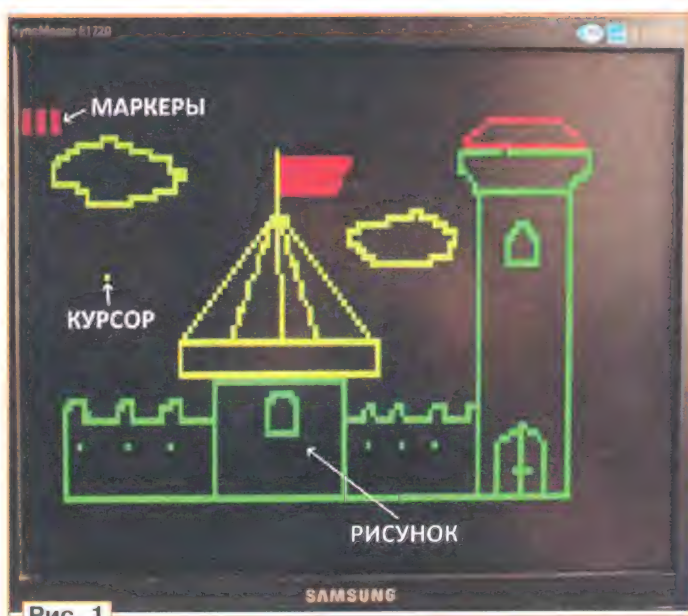 SyncMaster E1720
МАРКЕРЫ
КУРСОР
РИСУНОК
SAMSUNG
Рис. 1